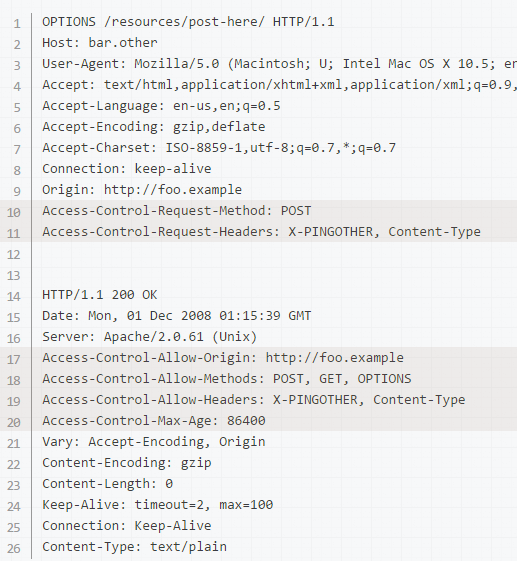 1 OPTIONS /resources/post-here/ HTTP/1.1
2 Host: bar.other
3 User-Agent: Mozilla/5.0 (Macintosh; U; Intel Mac OS X 10.5; en
4 Accept: text/html,application/xhtml+xml,application/xml;q=0.9,
5 Accept-Language: en-us,en;q=0.5
6 Accept-Encoding: gzip,deflate
7 Accept-Charset: ISO-8859-1,utf-8;q=0.7,*;q=0.7
8 Connection: keep-alive
9 Origin: http://foo.example
10 Access-Control-Request-Method: POST
11 Access-Control-Request-Headers: X-PINGOTHER, Content-Type
12
13
14 HTTP/1.1 200 OK
15 Date: Mon, 01 Dec 2008 01:15:39 GMT
16 Server: Apache/2.0.61 (Unix)
17 Access-Control-Allow-Origin: http://foo.example
18 Access-Control-Allow-Methods: POST, GET, OPTIONS
19 Access-Control-Allow-Headers: X-PINGOTHER, Content-Type
20 Access-Control-Max-Age: 86400
21 Vary: Accept-Encoding, Origin
22 Content-Encoding: gzip
23 Content-Length: 0
24 Keep-Alive: timeout=2, max=100
25 Connection: Keep-Alive
26 Content-Type: text/plain